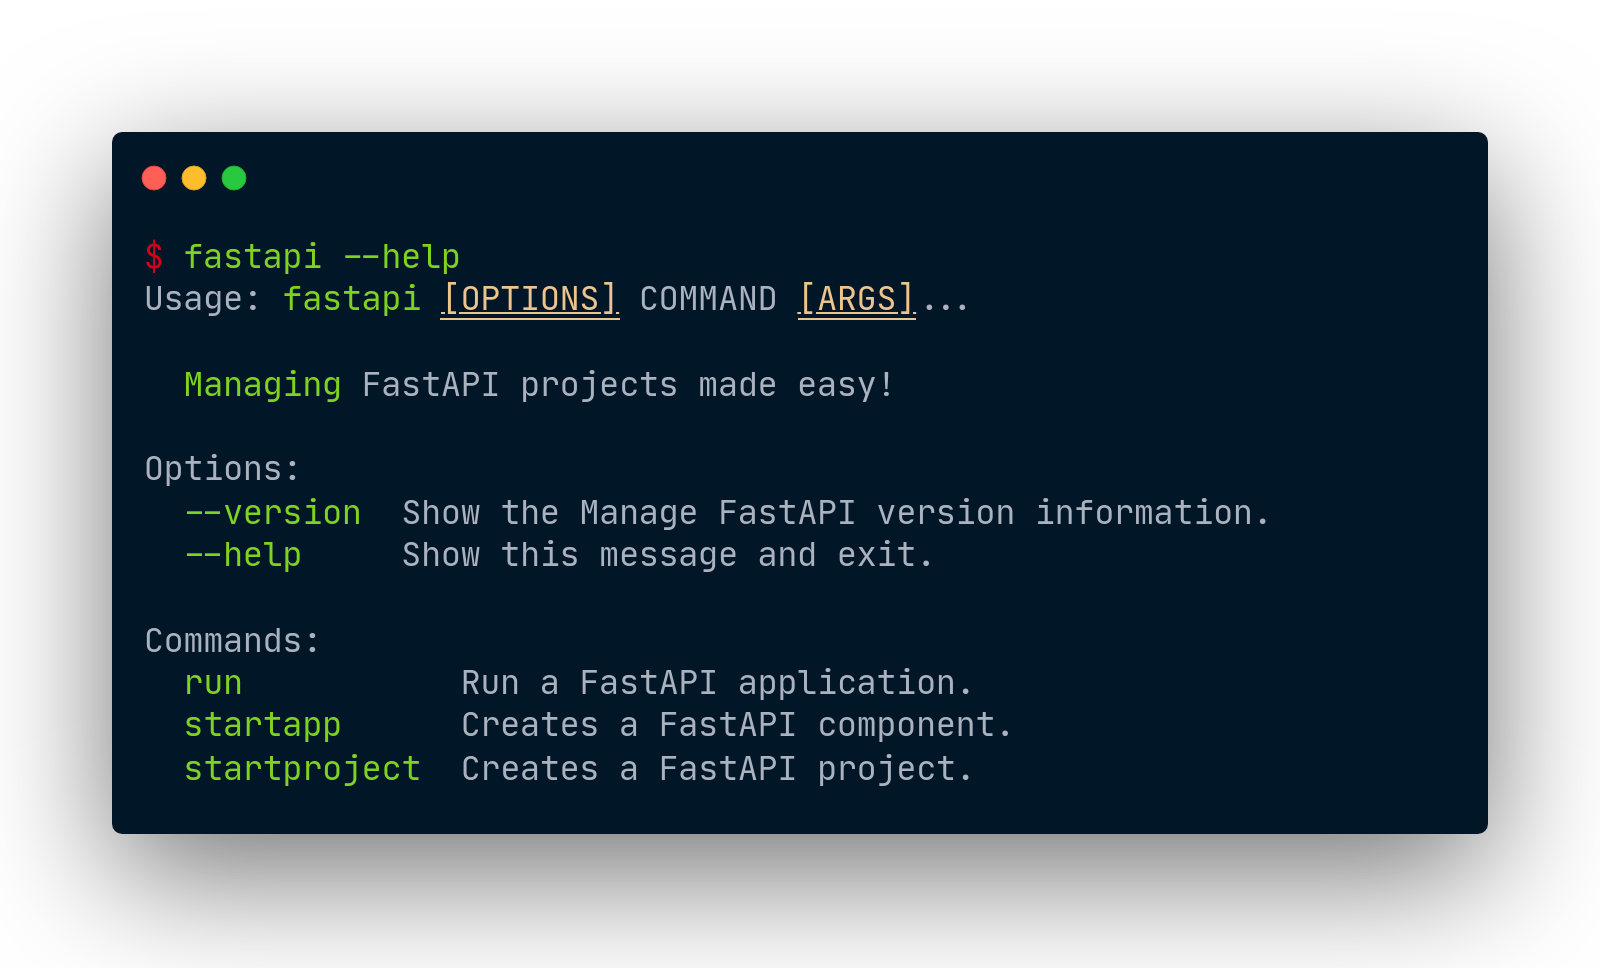 $ fastapi --help
Usage: fastapi [OPTIONS] COMMAND [ARGS]...
Managing FastAPI projects made easy!
Options:
--version  Show the Manage FastAPI version information.
--help     Show this message and exit.
Commands:
run           Run a FastAPI application.
startapp      Creates a FastAPI component.
startproject  Creates a FastAPI project.